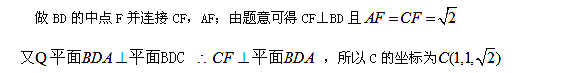 做 BD 的中点 F 并连接 CF，AF；由题意可得 CF⊥BD 且 AF=CF=√2
又Q 平面BDA⊥平面BDC ∴CF⊥平面BDA ，所以 C 的坐标为C(1,1,√2)